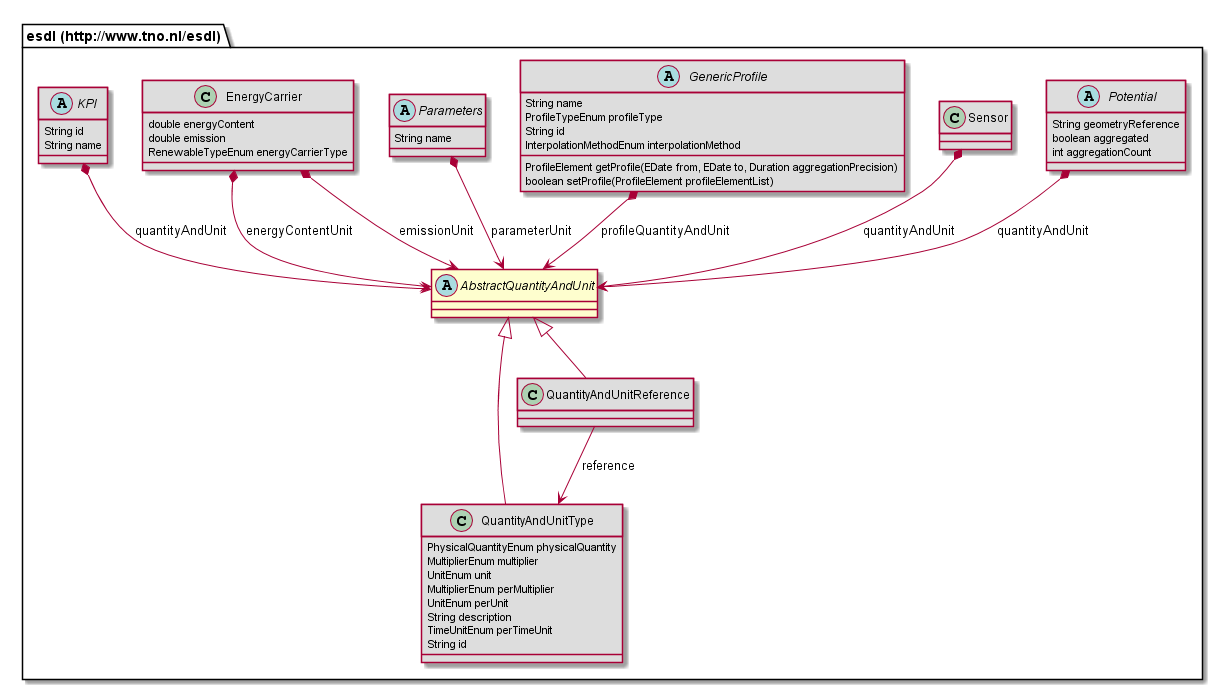 esdl (http://www.tno.nl/esdl)
A KPI
String id
String name
C EnergyCarrier
double energyContent
double emission
RenewableTypeEnum energyCarrierType
A Parameters
String name
A GenericProfile
String name
ProfileTypeEnum profileType
String id
InterpolationMethodEnum interpolationMethod
ProfileElement getProfile(EDate from, EDate to, Duration aggregationPrecision)
boolean setProfile(ProfileElement profileElementList)
C Sensor
A Potential
String geometryReference
boolean aggregated
int aggregationCount
quantityAndUnit
energyContentUnit
emissionUnit
parameterUnit
profileQuantityAndUnit
quantityAndUnit
quantityAndUnit
A AbstractQuantityAndUnit
C QuantityAndUnitReference
reference
C QuantityAndUnitType
PhysicalQuantityEnum physicalQuantity
MultiplierEnum multiplier
UnitEnum unit
MultiplierEnum perMultiplier
UnitEnum perUnit
String description
TimeUnitEnum perTimeUnit
String id